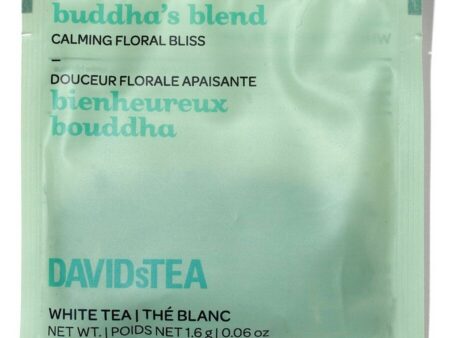 buddha's blend
CALMING FLORAL BLISS
–
DOUCEUR FLORALE APAISANTE
bienheureux
bouddha
DAVIDsTEA
WHITE TEA | THÉ BLANC
NET WT. | POIDS NET 1.6 g | 0.06 oz